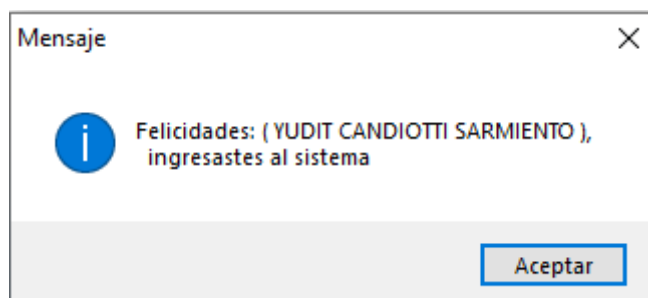 Mensaje
Felicidades: ( YUDIT CANDIOTTI SARMIENTO ),
ingresastes al sistema
Aceptar